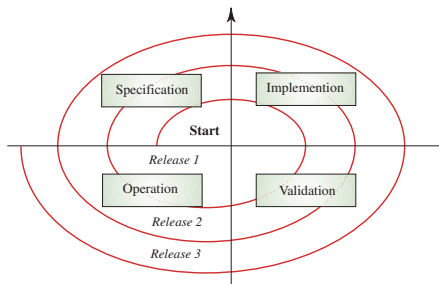 Specification
Implemention
Start
Release 1
Operation
Validation
Release 2
Release 3